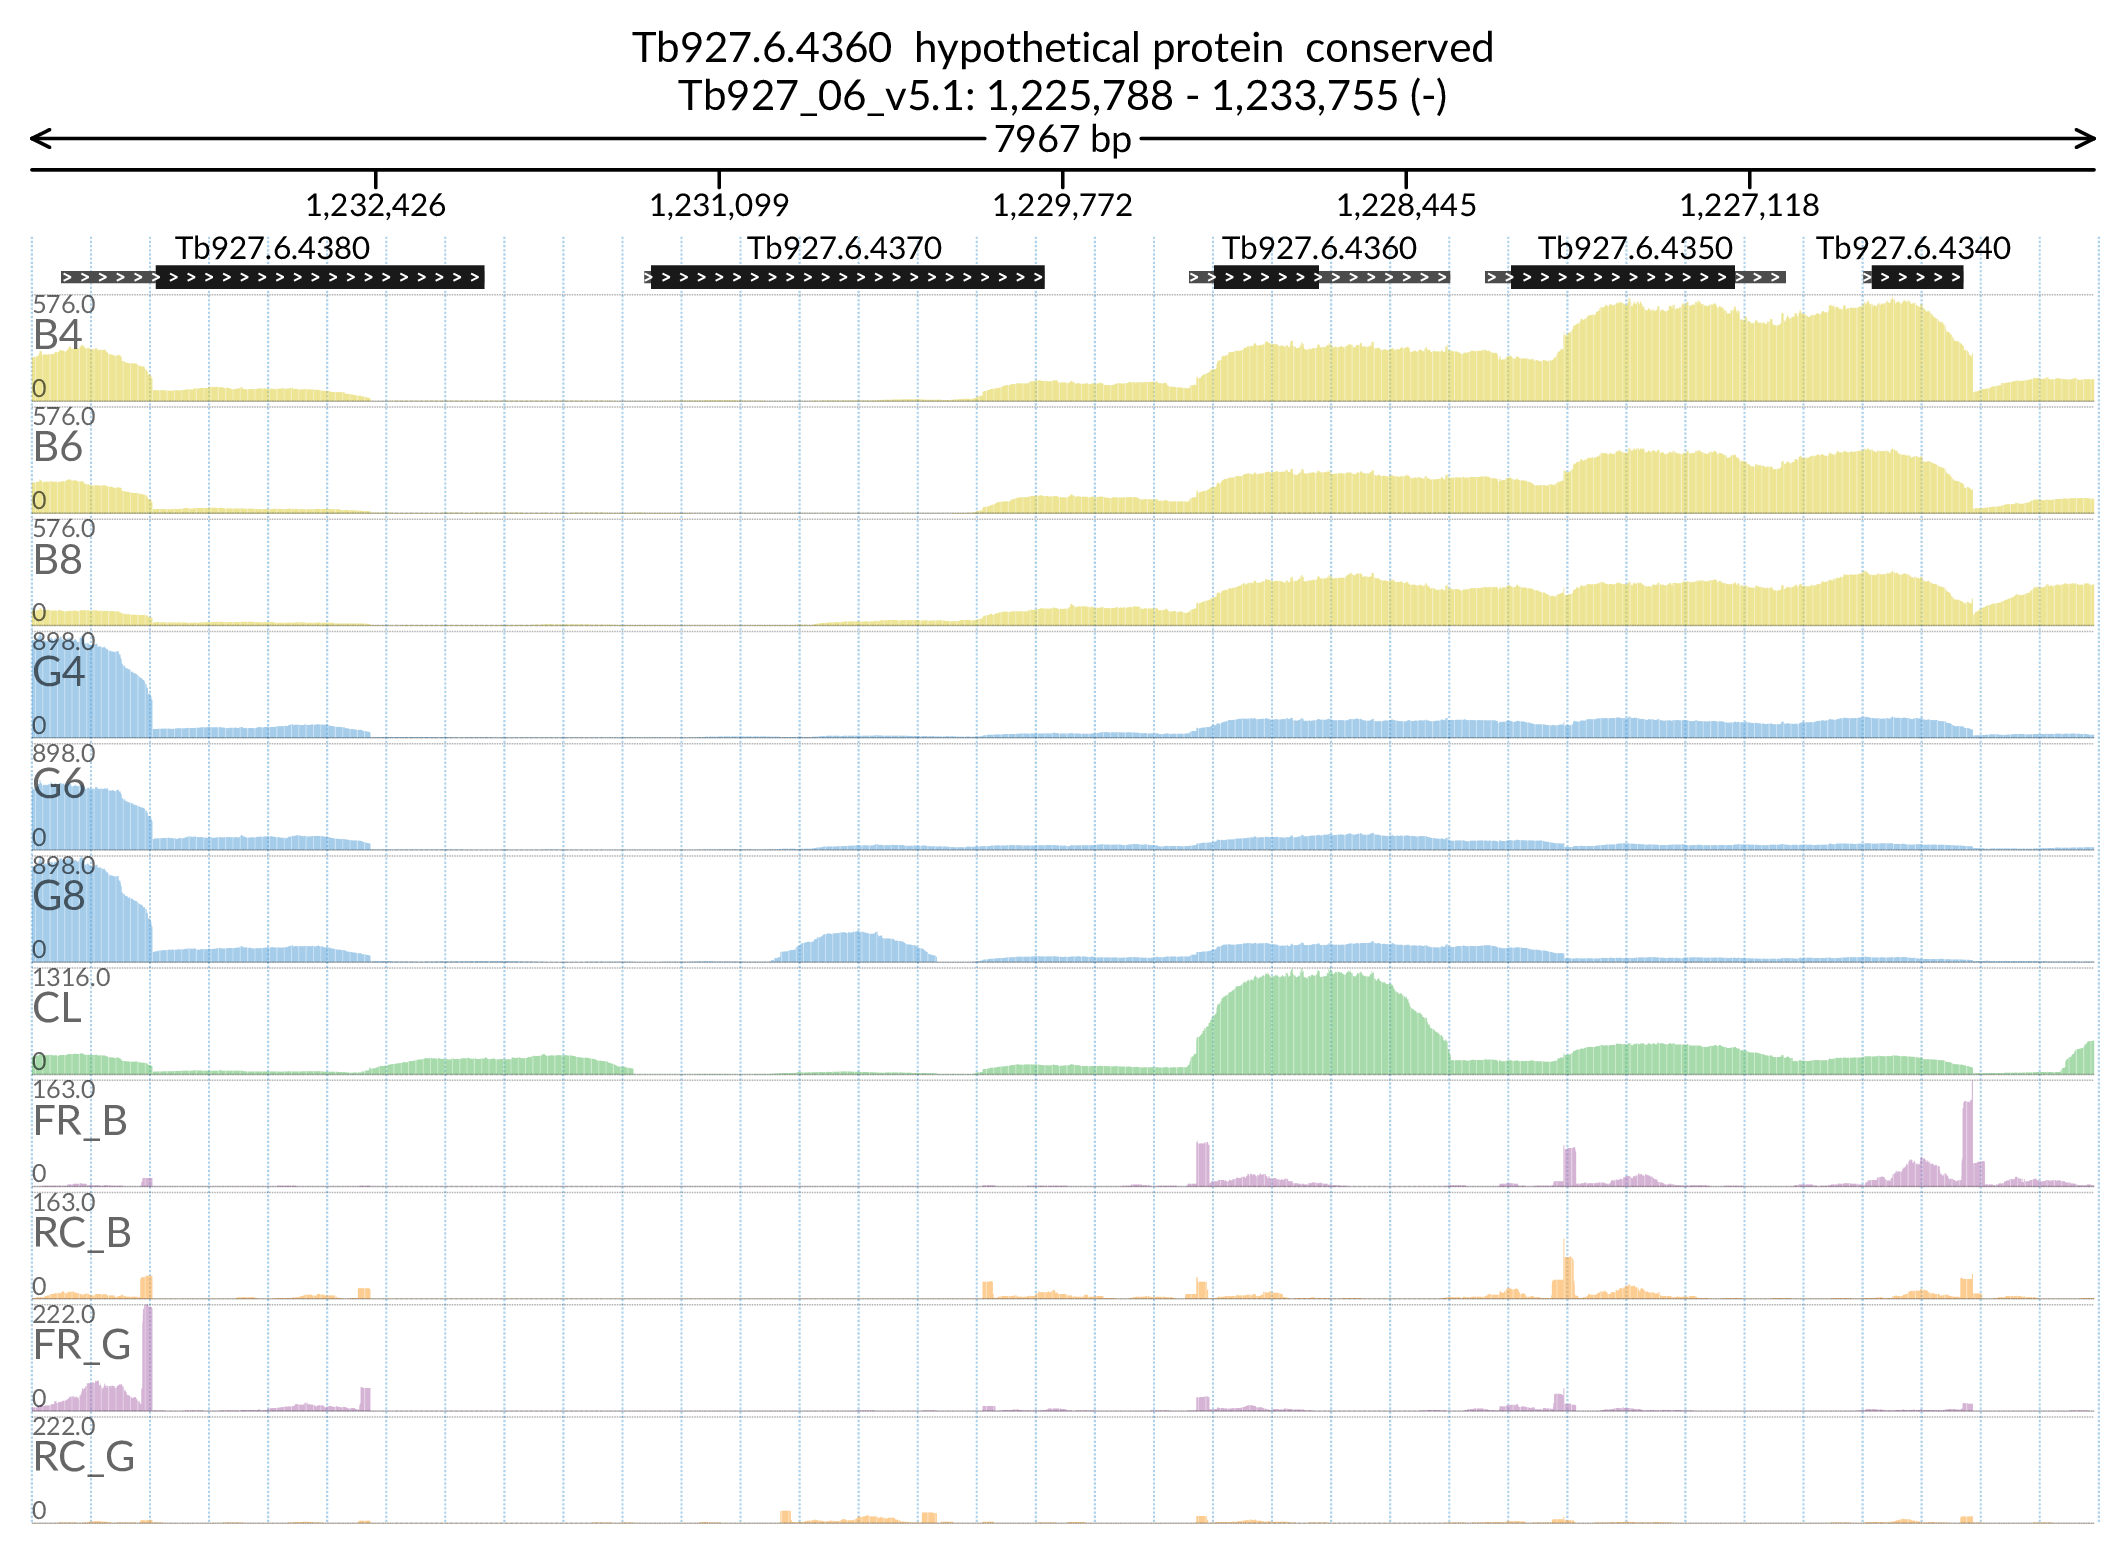 Tb927.6.4360 hypothetical protein conserved
Tb927_06_v5.1: 1,225,788 - 1,233,755 (-)
7967 bp
1,232,426 1,231,099 1,229,772 1,228,445 1,227,118
Tb927.6.4380 Tb927.6.4370 Tb927.6.4360 Tb927.6.4350 Tb927.6.4340
576.0
B4
0
576.0
B6
0
576.0
B8
0
898.0
G4
0
898.0
G6
0
898.0
G8
0
1316.0
CL
0
163.0
FR_B
0
163.0
RC_B
0
222.0
FR_G
0
222.0
RC_G
0